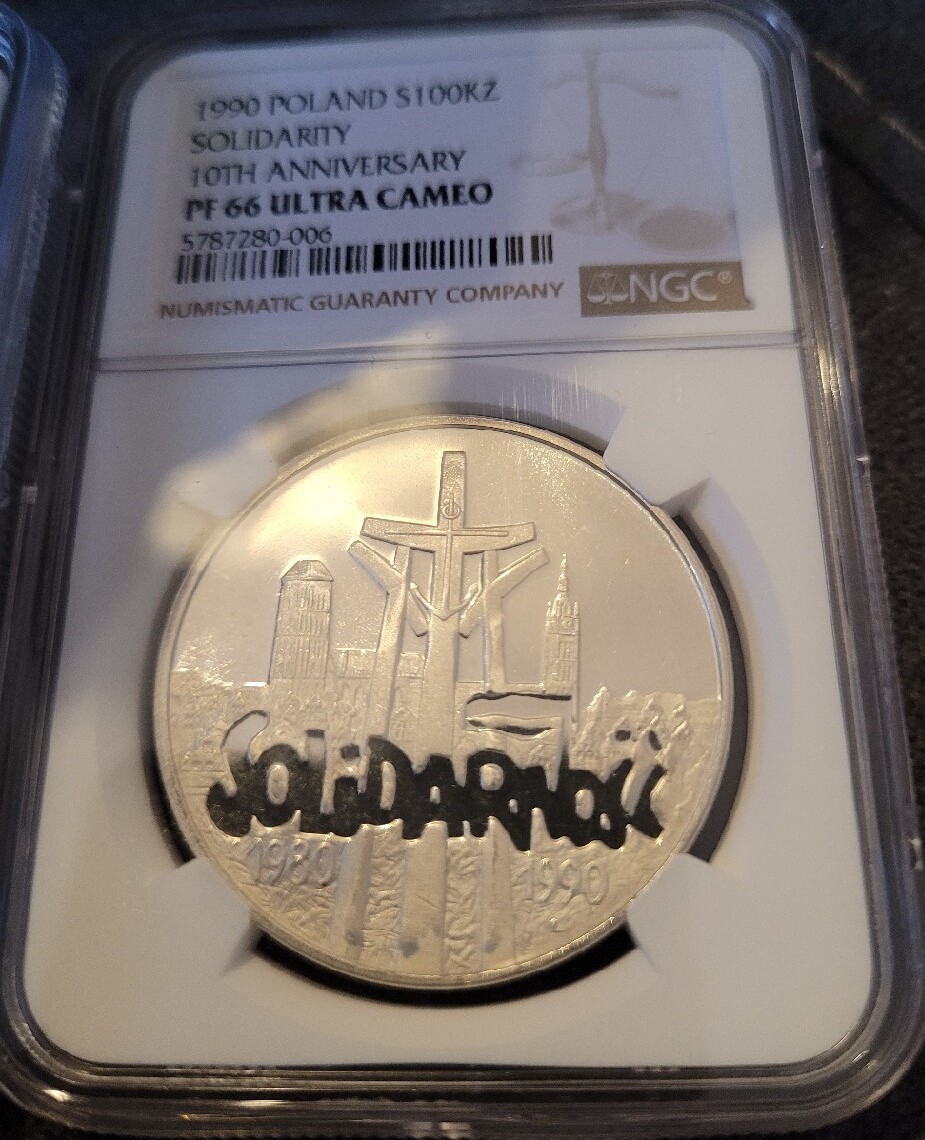 1990 POLAND S100KZ
SOLIDARITY
10TH ANNIVERSARY
PF 66 ULTRA CAMEO
5787280-006
NUMISMATIC GUARANTY COMPANY
NGC®
SOLiDARNOŚĆ
1980 1990